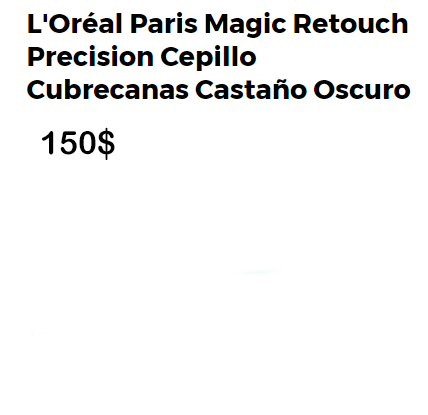 L'Oréal Paris Magic Retouch
Precision Cepillo
Cubrecanas Castaño Oscuro
150$